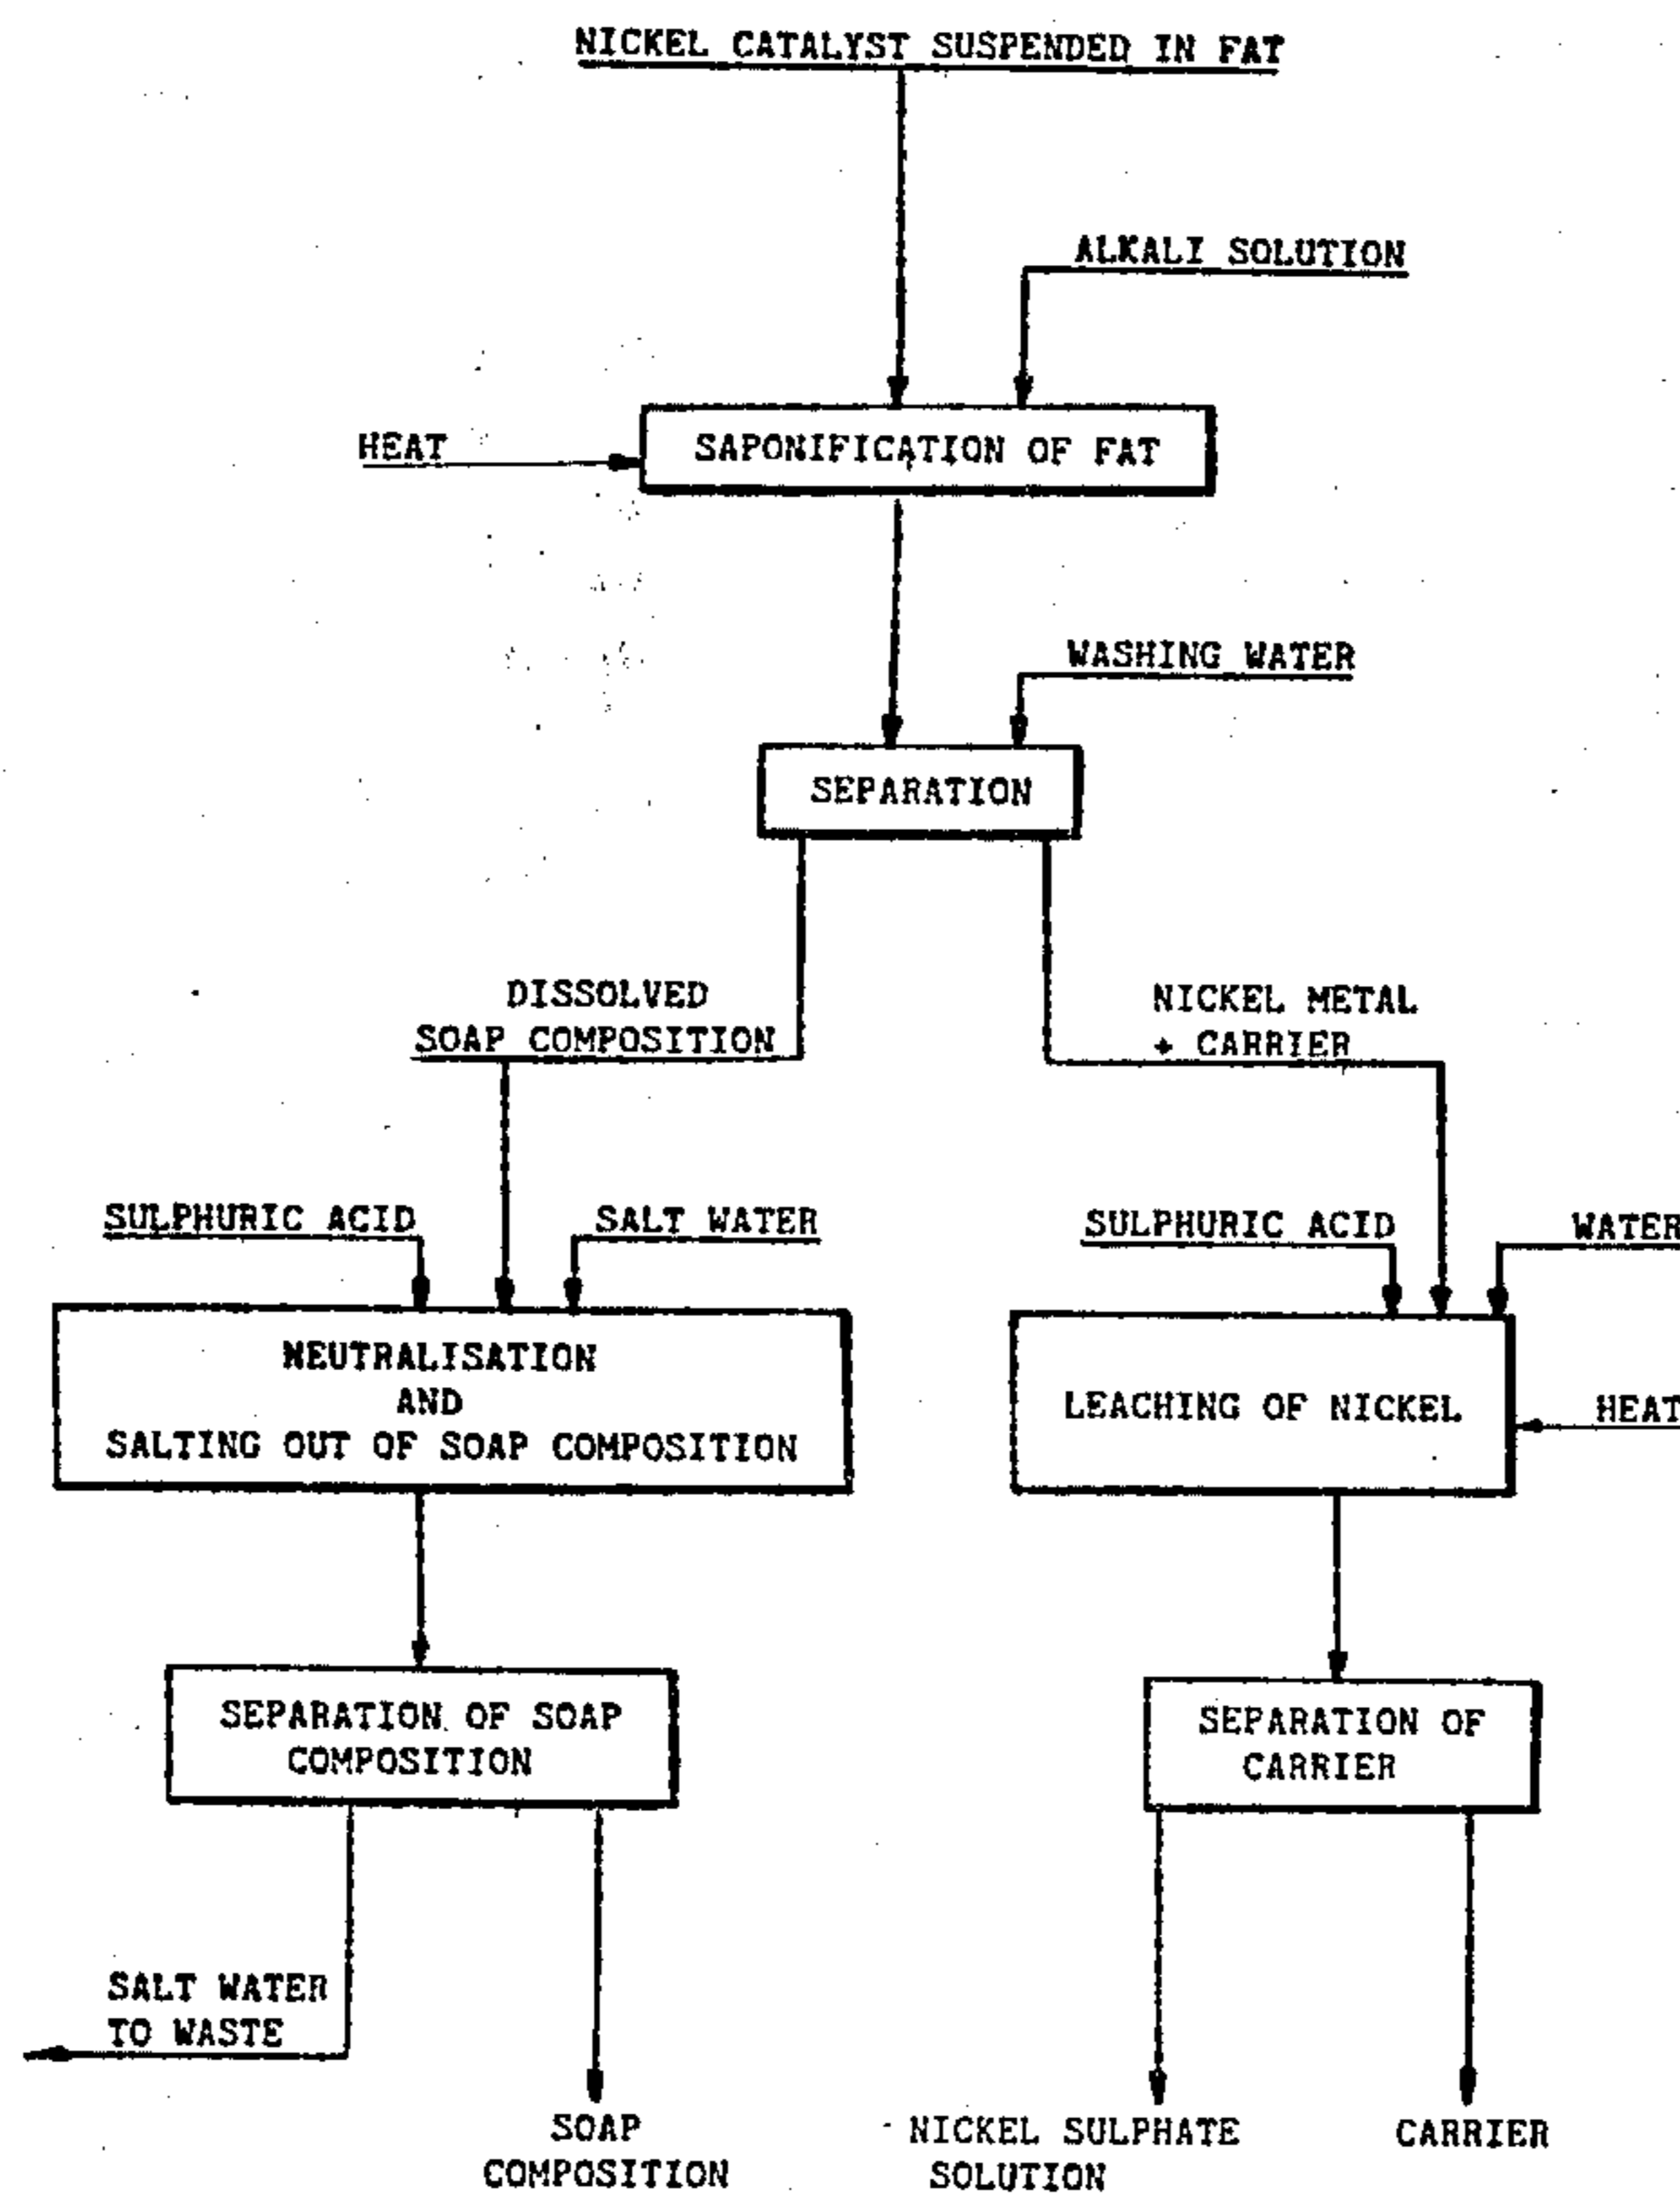 NICKEL CATALYST SUSPENDED IN FAT
ALKALI SOLUTION
HEAT
SAPONIFICATION OF FAT
WASHING WATER
SEPARATION
DISSOLVED
SOAP COMPOSITION
NICKEL METAL
+ CARRIER
SULPHURIC ACID
SALT WATER
SULPHURIC ACID
WATER
NEUTRALISATION
AND
SALTING OUT OF SOAP COMPOSITION
LEACHING OF NICKEL
HEAT
SEPARATION OF SOAP
COMPOSITION
SEPARATION OF
CARRIER
SALT WATER
TO WASTE
SOAP
COMPOSITION
NICKEL SULPHATE
SOLUTION
CARRIER